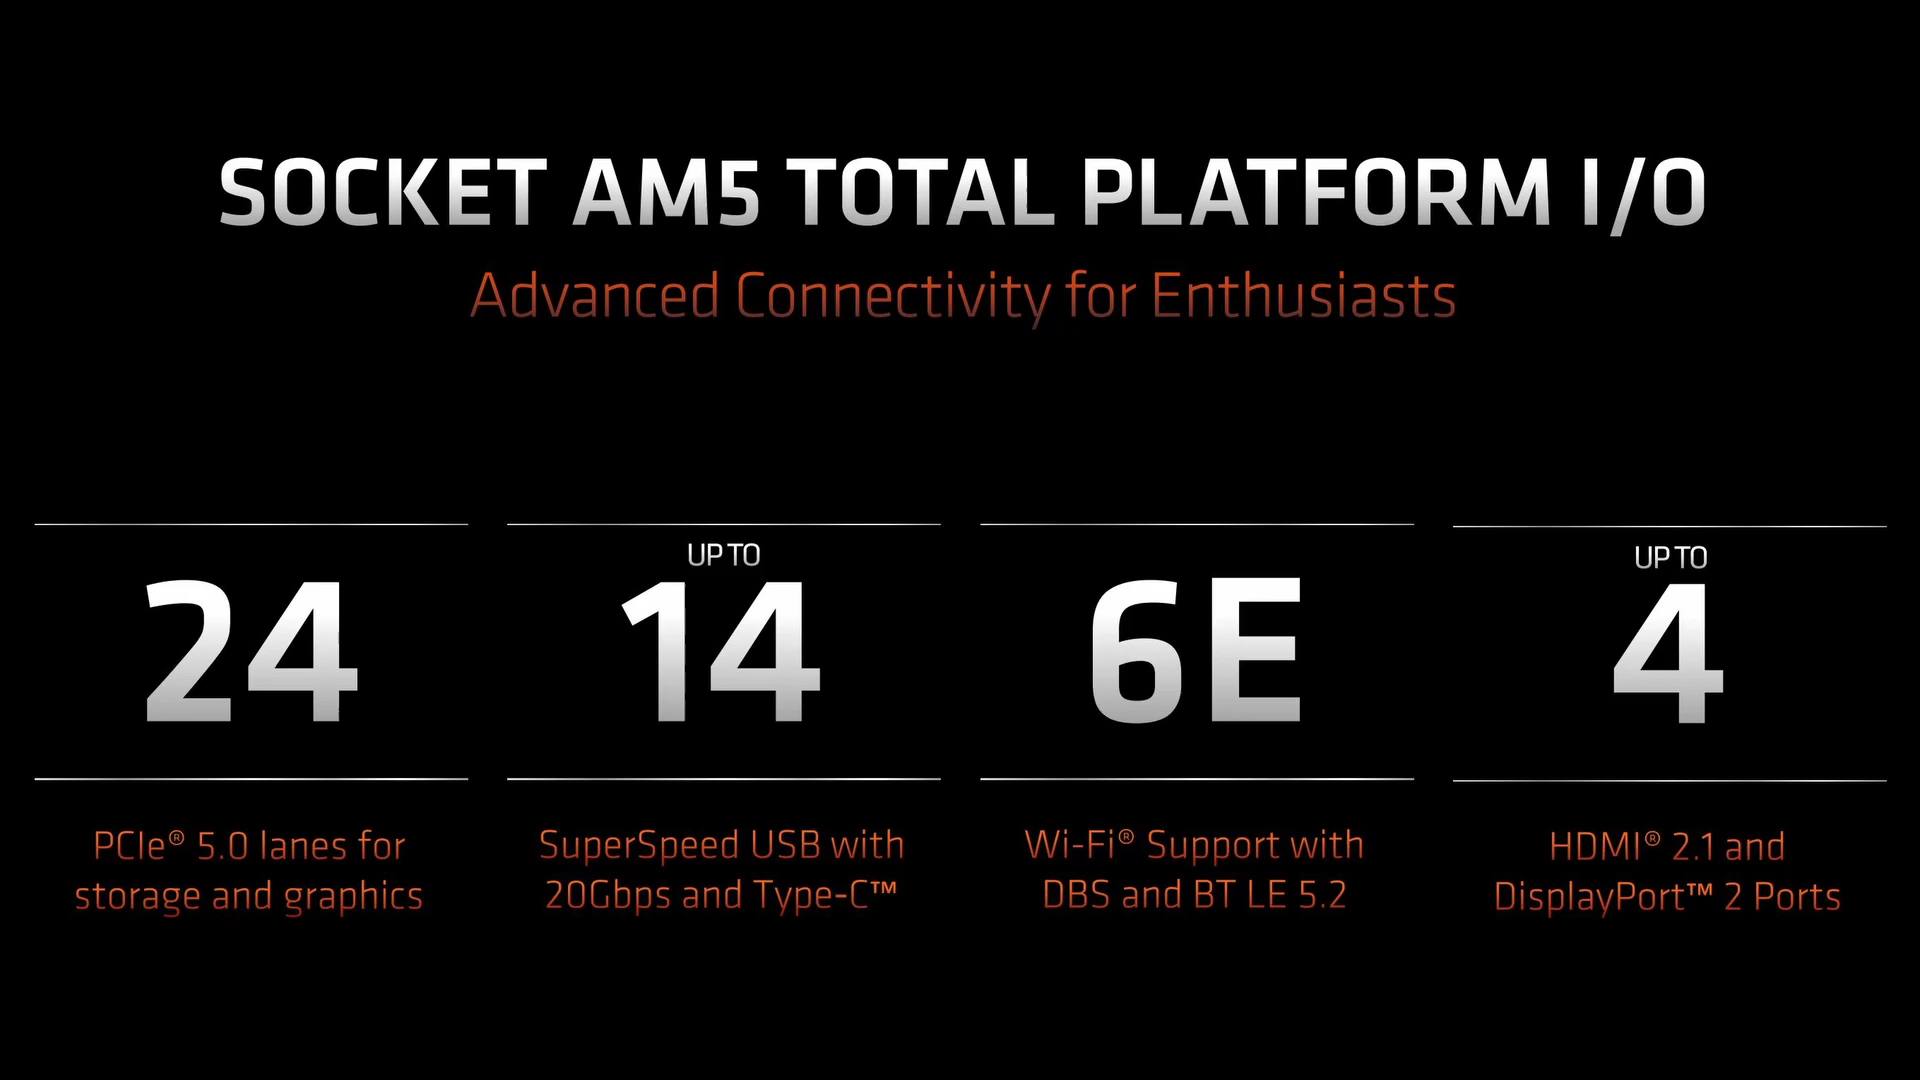 SOCKET AM5 TOTAL PLATFORM I/O
Advanced Connectivity for Enthusiasts
24
PCIe® 5.0 lanes for
storage and graphics
UP TO
14
SuperSpeed USB with
20Gbps and Type-C™
6E
Wi-Fi® Support with
DBS and BT LE 5.2
UP TO
4
HDMI® 2.1 and
DisplayPort™ 2 Ports